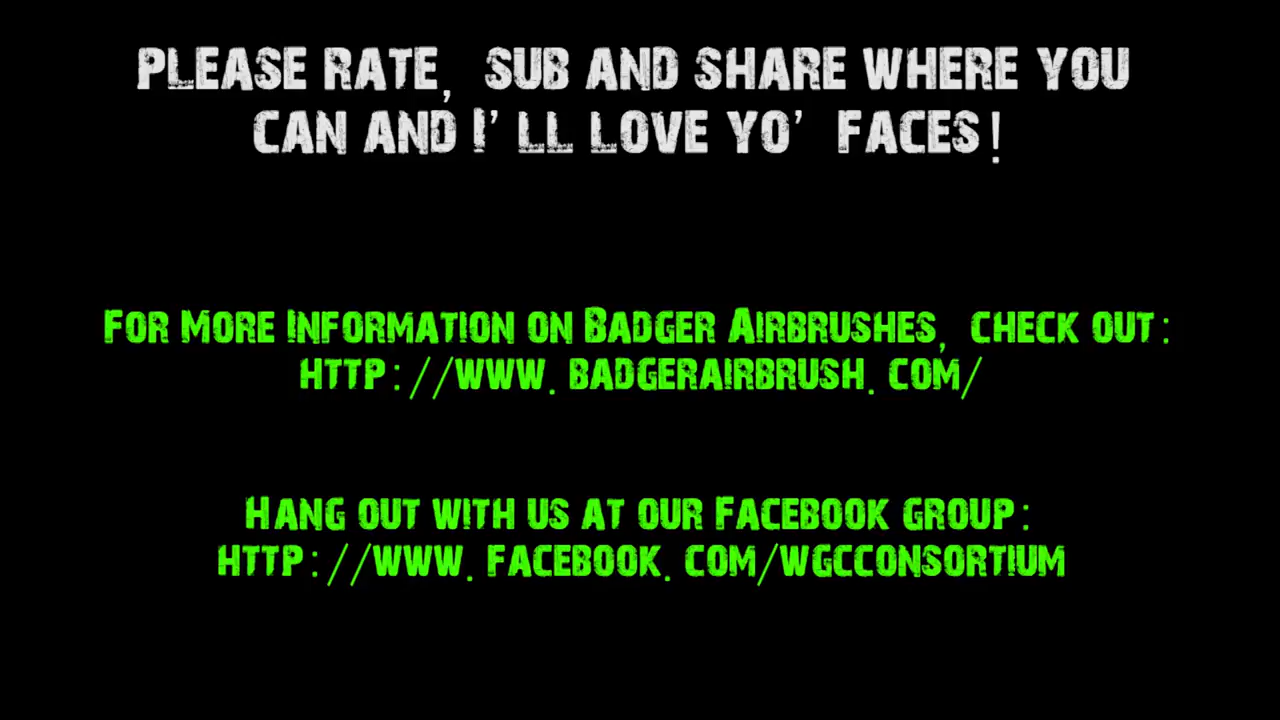 PLEASE RATE, SUB AND SHARE WHERE YOU
CAN AND I'LL LOVE YO' FACES!
FOR MORE INFORMATION ON BADGER AIRBRUSHES, CHECK OUT:
HTTP://WWW.BADGERAIRBRUSH.COM/
HANG OUT WITH US AT OUR FACEBOOK GROUP:
HTTP://WWW.FACEBOOK.COM/WGCCONSORTIUM